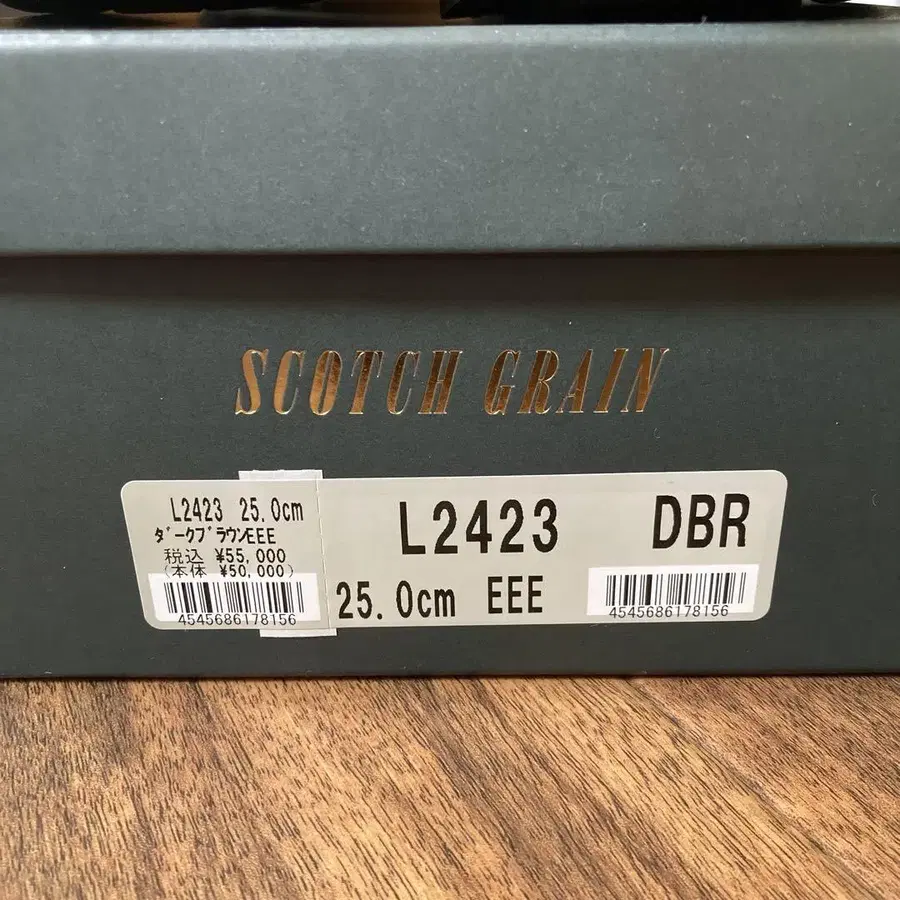 SCOTCH GRAIN
L2423 25.0cm
ﾀﾞｰｸﾌﾞﾗｳﾝEEE
税込 ¥55,000
(本体 ¥50,000)
4545686178156
L2423 DBR
25.0cm EEE
4545686178156